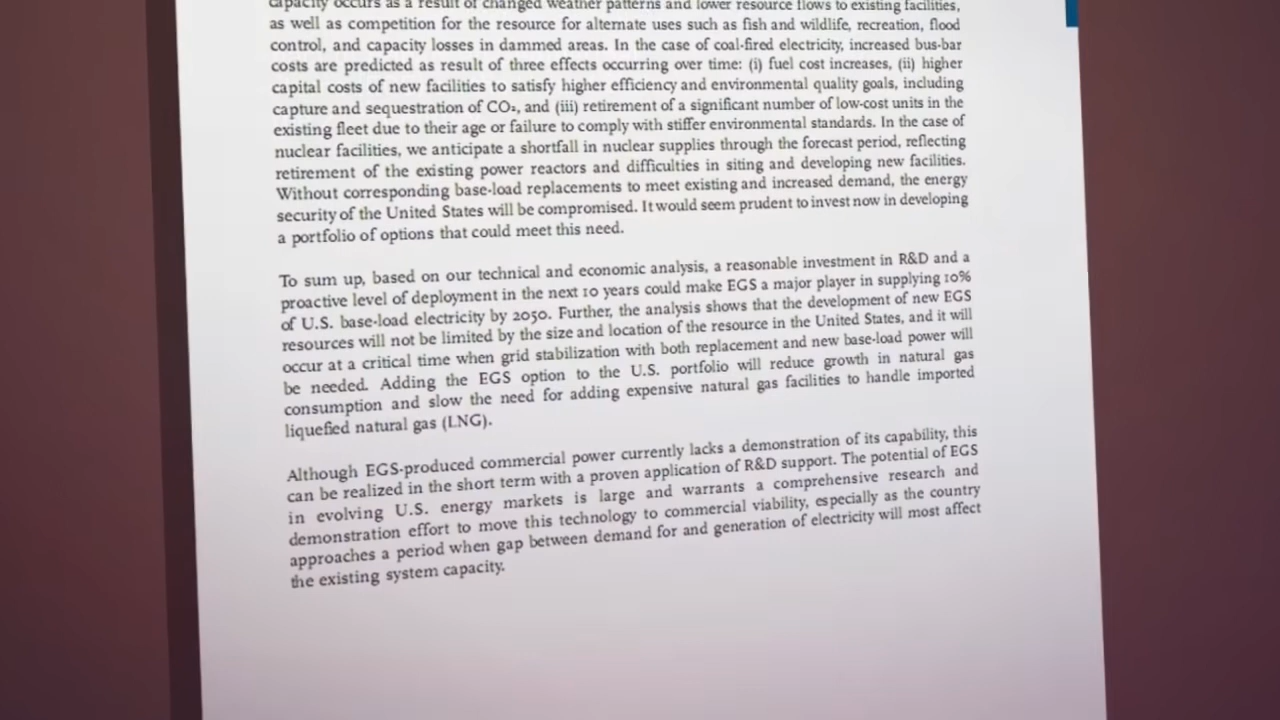 capacity occurs as a result of changed weather patterns and lower resource flows to existing facilities,
as well as competition for the resource for alternate uses such as fish and wildlife, recreation, flood
control, and capacity losses in dammed areas. In the case of coal-fired electricity, increased bus-bar
costs are predicted as result of three effects occurring over time: (i) fuel cost increases, (ii) higher
capital costs of new facilities to satisfy higher efficiency and environmental quality goals, including
capture and sequestration of CO₂, and (iii) retirement of a significant number of low-cost units in the
existing fleet due to their age or failure to comply with stiffer environmental standards. In the case of
nuclear facilities, we anticipate a shortfall in nuclear supplies through the forecast period, reflecting
retirement of the existing power reactors and difficulties in siting and developing new facilities.
Without corresponding base-load replacements to meet existing and increased demand, the energy
security of the United States will be compromised. It would seem prudent to invest now in developing
a portfolio of options that could meet this need.
To sum up, based on our technical and economic analysis, a reasonable investment in R&D and a
proactive level of deployment in the next 10 years could make EGS a major player in supplying 10%
of U.S. base-load electricity by 2050. Further, the analysis shows that the development of new EGS
resources will not be limited by the size and location of the resource in the United States, and it will
occur at a critical time when grid stabilization with both replacement and new base-load power will
be needed. Adding the EGS option to the U.S. portfolio will reduce growth in natural gas
consumption and slow the need for adding expensive natural gas facilities to handle imported
liquefied natural gas (LNG).
Although EGS-produced commercial power currently lacks a demonstration of its capability, this
can be realized in the short term with a proven application of R&D support. The potential of EGS
in evolving U.S. energy markets is large and warrants a comprehensive research and
demonstration effort to move this technology to commercial viability, especially as the country
approaches a period when gap between demand for and generation of electricity will most affect
the existing system capacity.